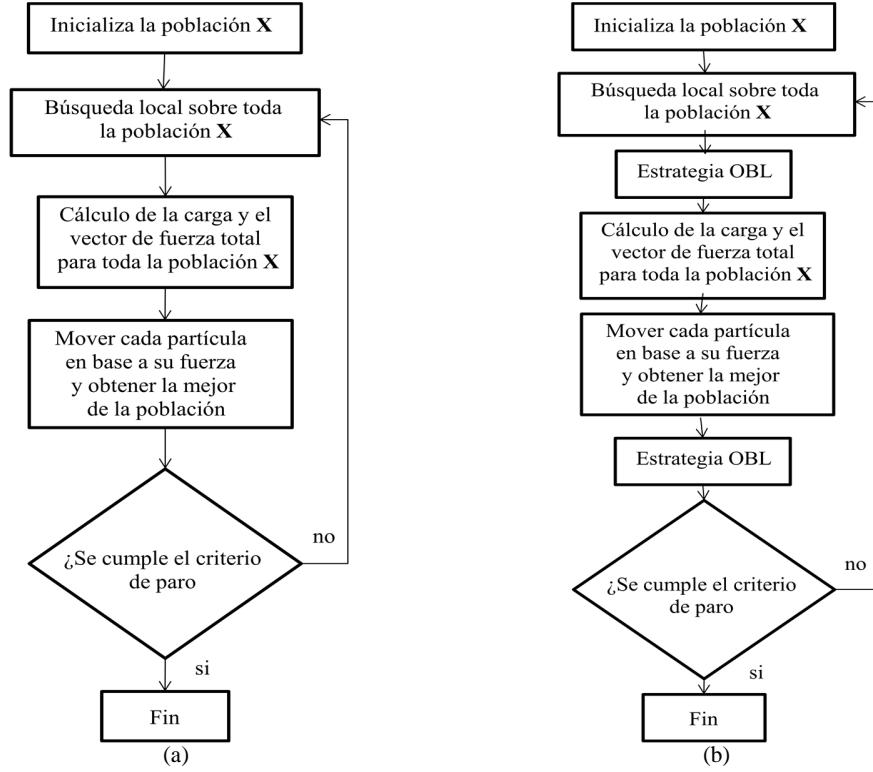 Inicializa la población X
Búsqueda local sobre toda
la población X
Cálculo de la carga y el
vector de fuerza total
para toda la población X
Mover cada partícula
en base a su fuerza
y obtener la mejor
de la población
¿Se cumple el criterio
de paro
no
si
Fin
(a)
Inicializa la población X
Búsqueda local sobre toda
la población X
Estrategia OBL
Cálculo de la carga y el
vector de fuerza total
para toda la población X
Mover cada partícula
en base a su fuerza
y obtener la mejor
de la población
Estrategia OBL
¿Se cumple el criterio
de paro
no
si
Fin
(b)